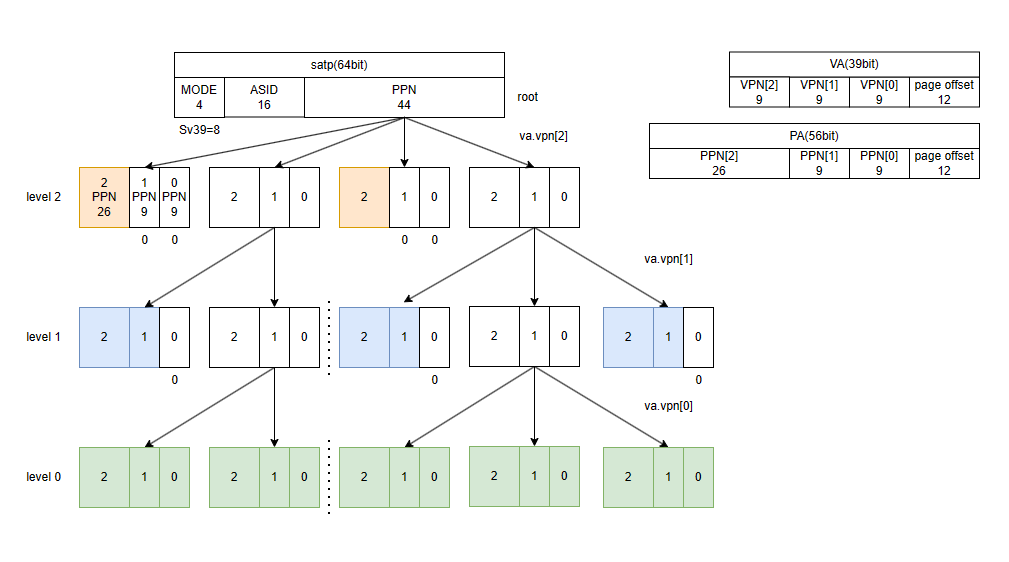 satp(64bit)
MODE
4
ASID
16
PPN
44
root
Sv39=8
va.vpn[2]
VA(39bit)
VPN[2]
9
VPN[1]
9
VPN[0]
9
page offset
12
PA(56bit)
PPN[2]
26
PPN[1]
9
PPN[0]
9
page offset
12
level 2
2
PPN
26
1
PPN
9
0
PPN
9
2 1 0
2 1 0
2 1 0
0 0
0 0
va.vpn[1]
level 1
2 1 0
2 1 0
2 1 0
2 1 0
2 1 0
0
0
0
va.vpn[0]
level 0
2 1 0
2 1 0
2 1 0
2 1 0
2 1 0